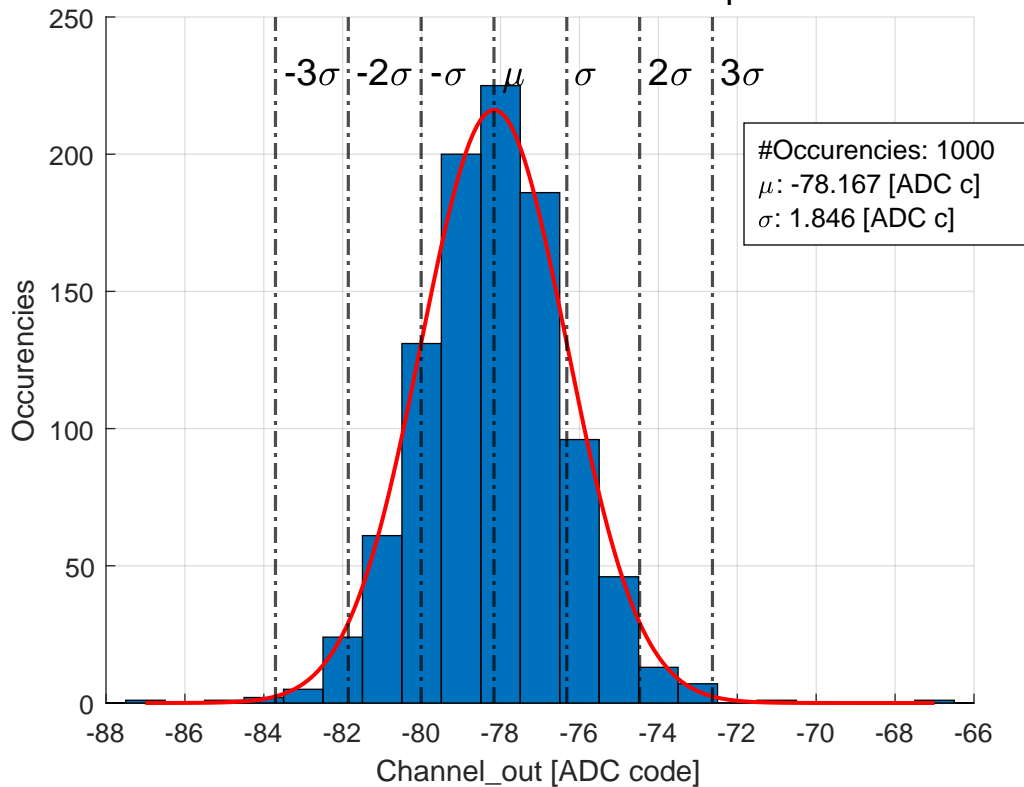 250
200
150
100
50
0
Occurencies
-3σ -2σ -σ μ σ 2σ 3σ
#Occurencies: 1000
μ: -78.167 [ADC c]
σ: 1.846 [ADC c]
-88 -86 -84 -82 -80 -78 -76 -74 -72 -70 -68 -66
Channel_out [ADC code]